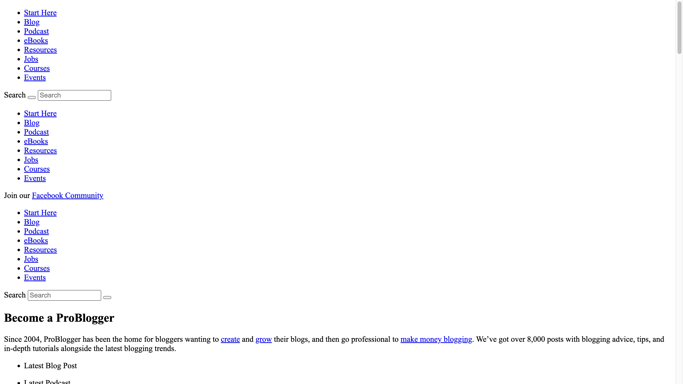 Start Here
Blog
Podcast
eBooks
Resources
Jobs
Courses
Events
Search Search
Start Here
Blog
Podcast
eBooks
Resources
Jobs
Courses
Events
Join our Facebook Community
Start Here
Blog
Podcast
eBooks
Resources
Jobs
Courses
Events
Search Search
Become a ProBlogger
Since 2004, ProBlogger has been the home for bloggers wanting to create and grow their blogs, and then go professional to make money blogging. We’ve got over 8,000 posts with blogging advice, tips, and
in-depth tutorials alongside the latest blogging trends.
Latest Blog Post
Latest Podcast